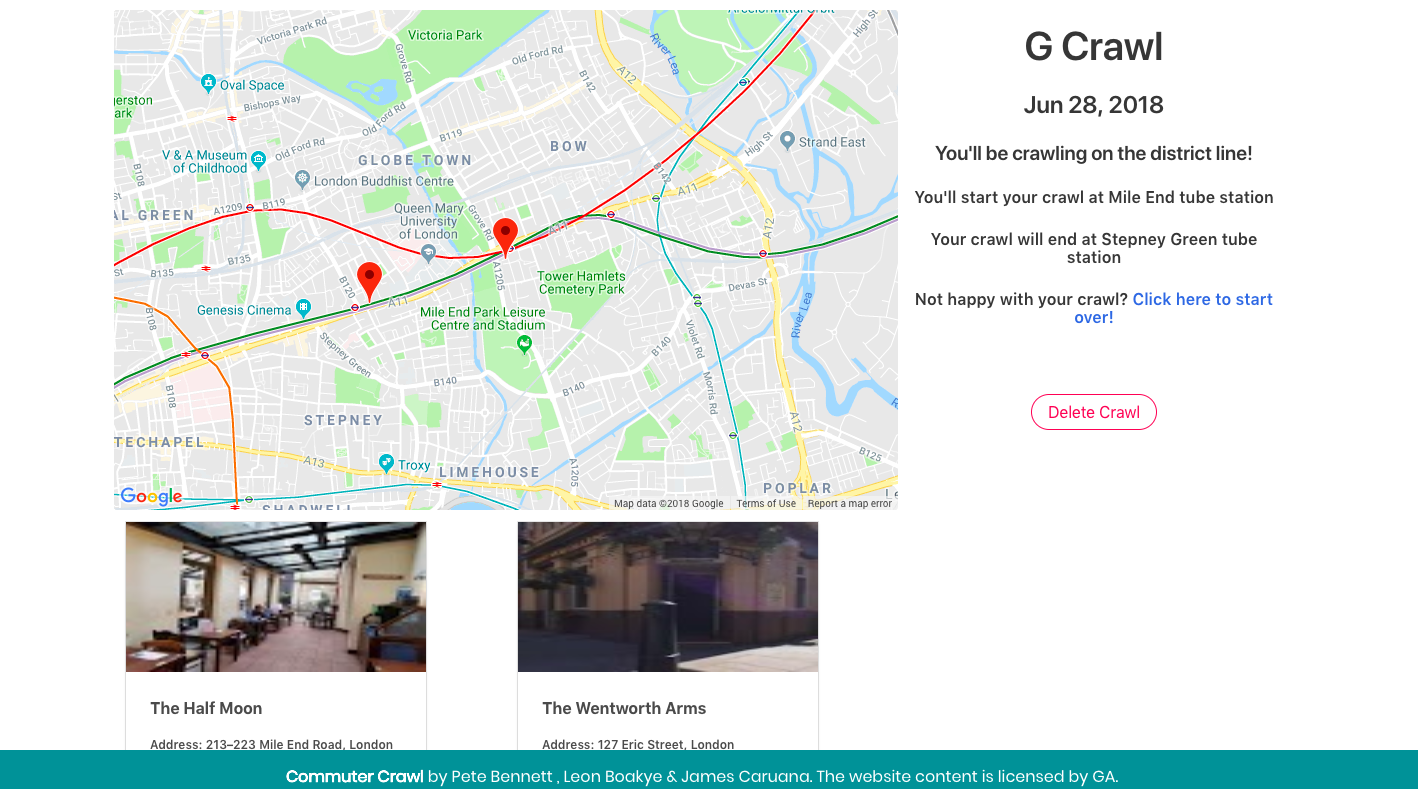 ArcelorMittal Orbit
High St
Victoria Park Rd
Victoria Park
Grove Rd
Old Ford Rd
River Lea
A12
B142
Oval Space
gerston
ark
Bishops Way
Old Ford Rd
B119
BOW
High St
Strand East
V & A Museum
of Childhood
Old Ford Rd
GLOBE TOWN
B108
London Buddhist Centre
B142
A11
AL GREEN
A1209
B119
Queen Mary
University
of London
Grove Rd
A11
A12
St
B135
B135
A1205
B120
A11
Tower Hamlets
Cemetery Park
Devas St
Genesis Cinema
Mile End Park Leisure
Centre and Stadium
River Lea
B108
Stepney Green
Violet Rd
B140
B140
B140
Morris Rd
B108
STEPNEY
A12
TECHAPEL
A13
Troxy
LIMEHOUSE
A1205
B125
POPLAR
SHADWELL
Google
Map data ©2018 Google
Terms of Use
Report a map error
G Crawl
Jun 28, 2018
You'll be crawling on the district line!
You'll start your crawl at Mile End tube station
Your crawl will end at Stepney Green tube
station
Not happy with your crawl? Click here to start
over!
Delete Crawl
The Half Moon
Address: 213–223 Mile End Road, London
The Wentworth Arms
Address: 127 Eric Street, London
Commuter Crawl by Pete Bennett , Leon Boakye & James Caruana. The website content is licensed by GA.